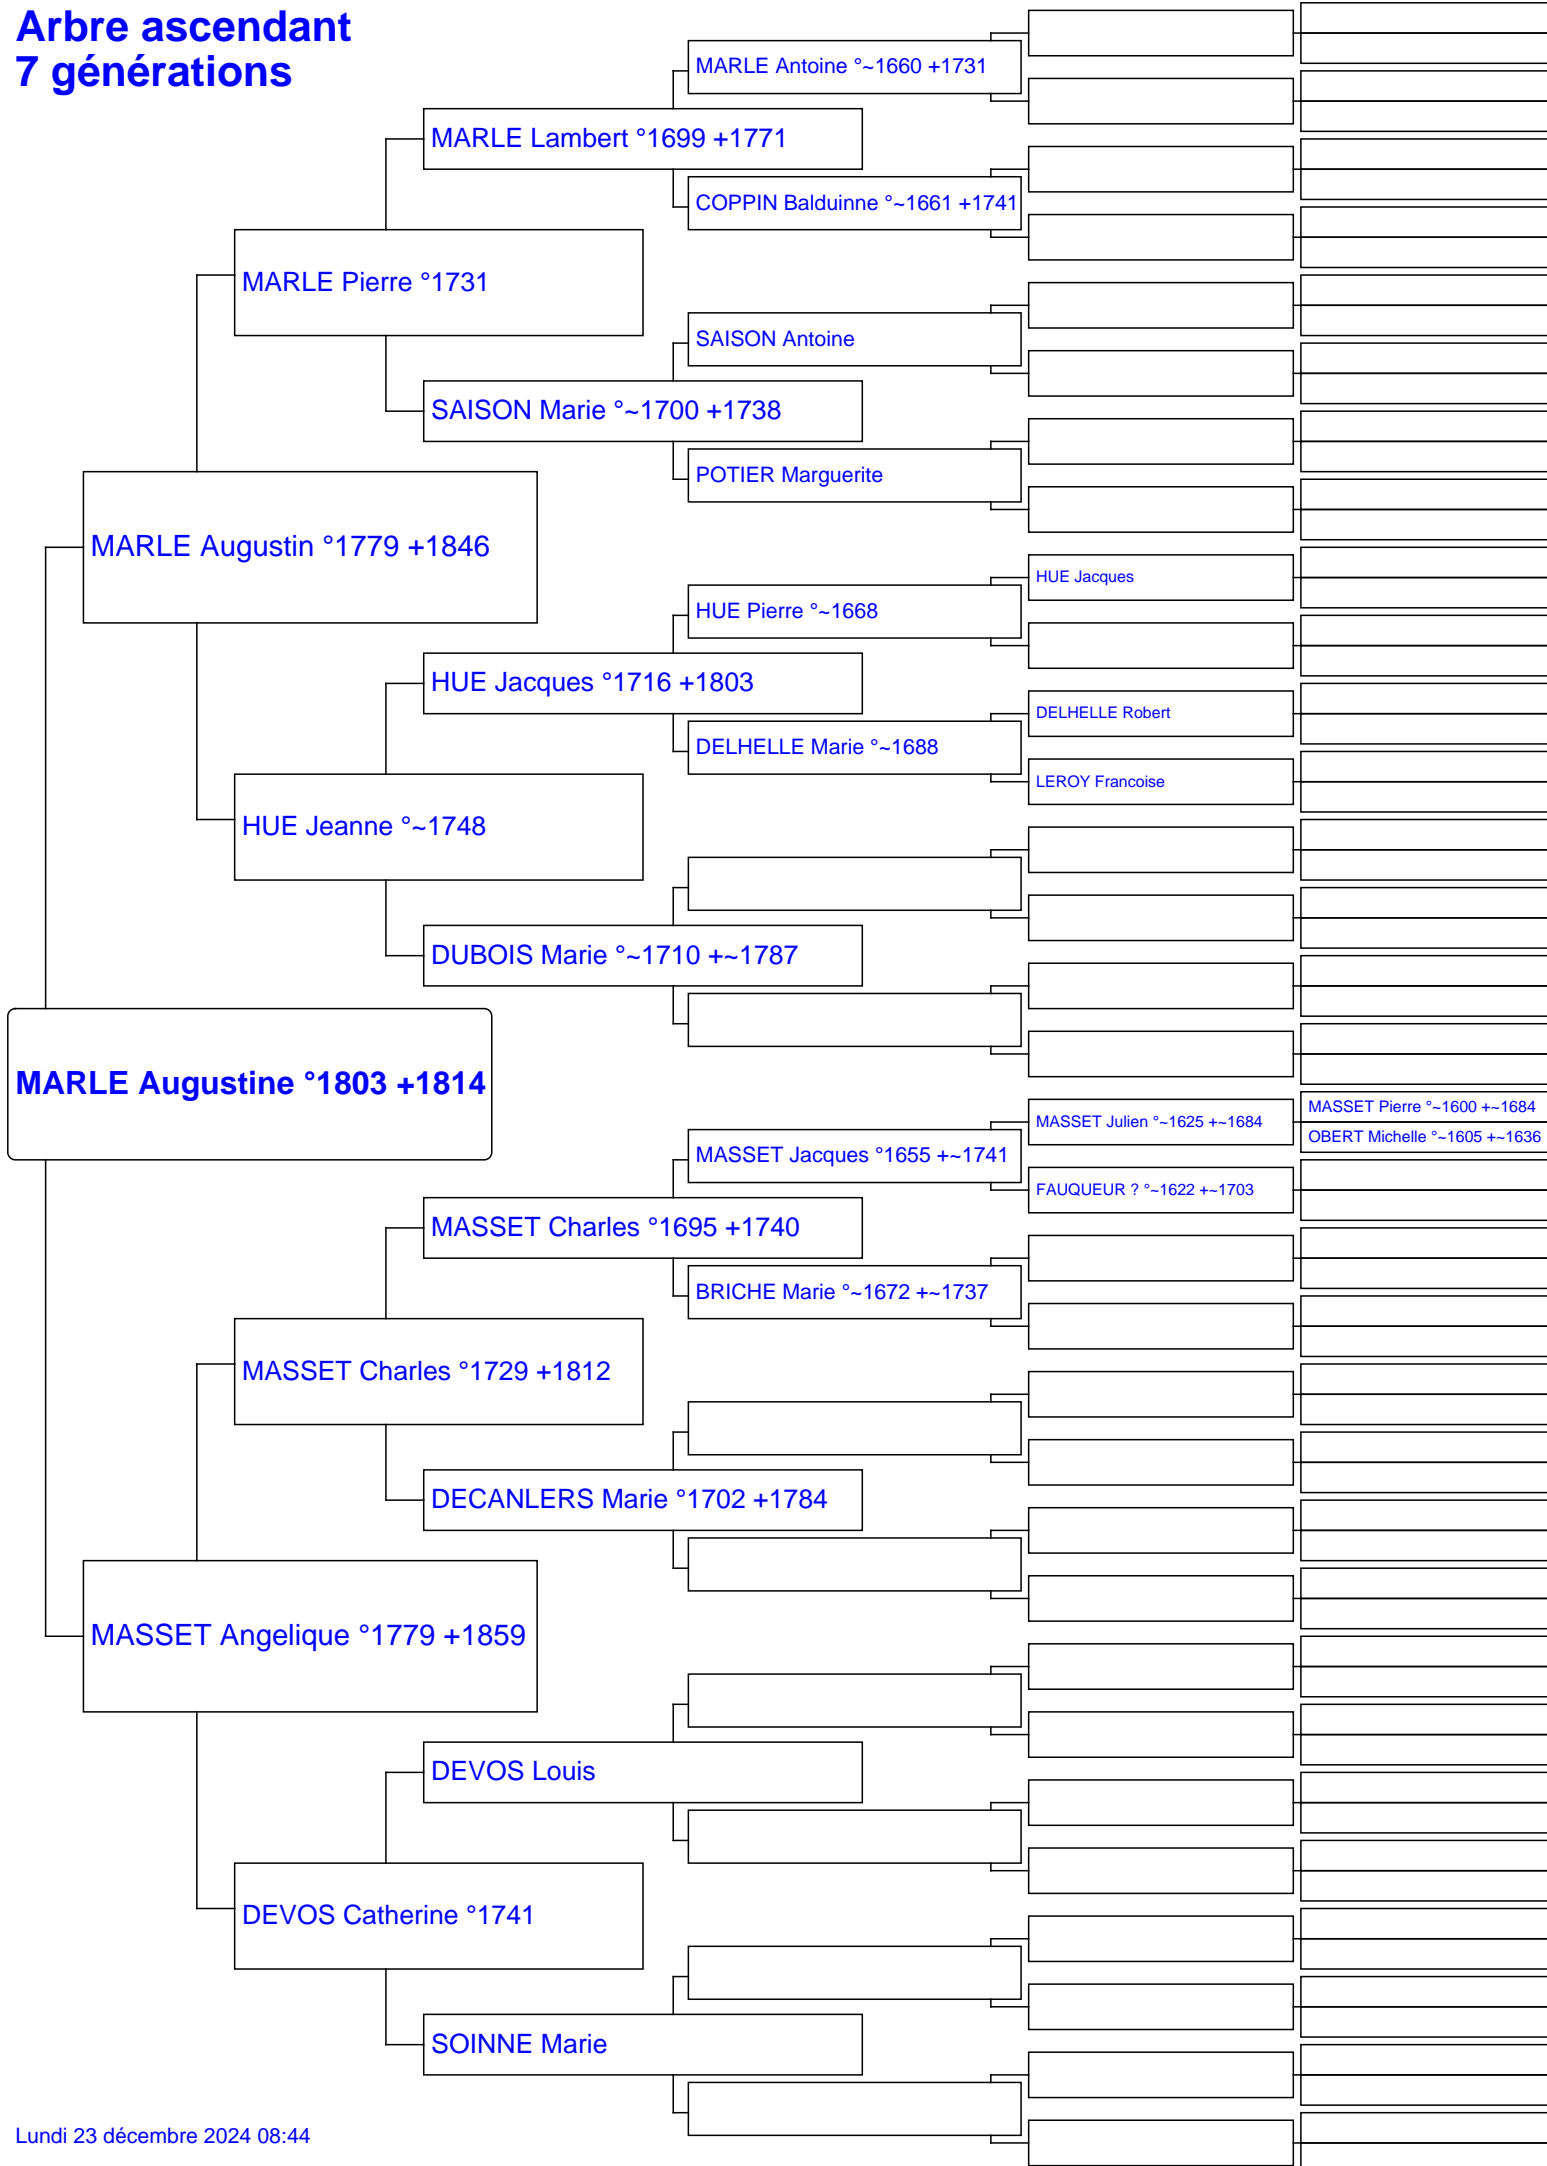 Arbre ascendant
7 générations
MARLE Antoine °~1660 +1731
MARLE Lambert °1699 +1771
COPPIN Balduinne °~1661 +1741
MARLE Pierre °1731
SAISON Antoine
SAISON Marie °~1700 +1738
POTIER Marguerite
MARLE Augustin °1779 +1846
HUE Jacques
HUE Pierre °~1668
HUE Jacques °1716 +1803
DELHELLE Robert
DELHELLE Marie °~1688
LEROY Francoise
HUE Jeanne °~1748
DUBOIS Marie °~1710 +~1787
MARLE Augustine °1803 +1814
MASSET Pierre °~1600 +~1684
MASSET Julien °~1625 +~1684
OBERT Michelle °~1605 +~1636
MASSET Jacques °1655 +~1741
FAUQUEUR ? °~1622 +~1703
MASSET Charles °1695 +1740
BRICHE Marie °~1672 +~1737
MASSET Charles °1729 +1812
DECANLERS Marie °1702 +1784
MASSET Angelique °1779 +1859
DEVOS Louis
DEVOS Catherine °1741
SOINNE Marie
Lundi 23 décembre 2024 08:44